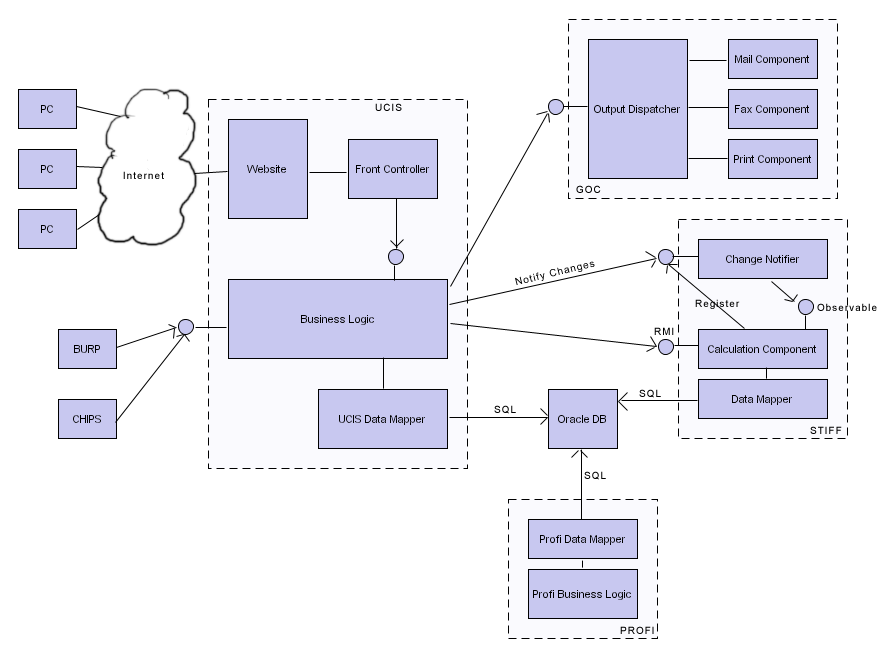 Mail Component
Output Dispatcher
Fax Component
Print Component
GOC
UCIS
PC
PC
PC
Internet
Website
Front Controller
Notify Changes
Change Notifier
Register
Observable
Business Logic
RMI
Calculation Component
BURP
CHIPS
UCIS Data Mapper
SQL
Oracle DB
SQL
Data Mapper
STIFF
SQL
Profi Data Mapper
Profi Business Logic
PROFI